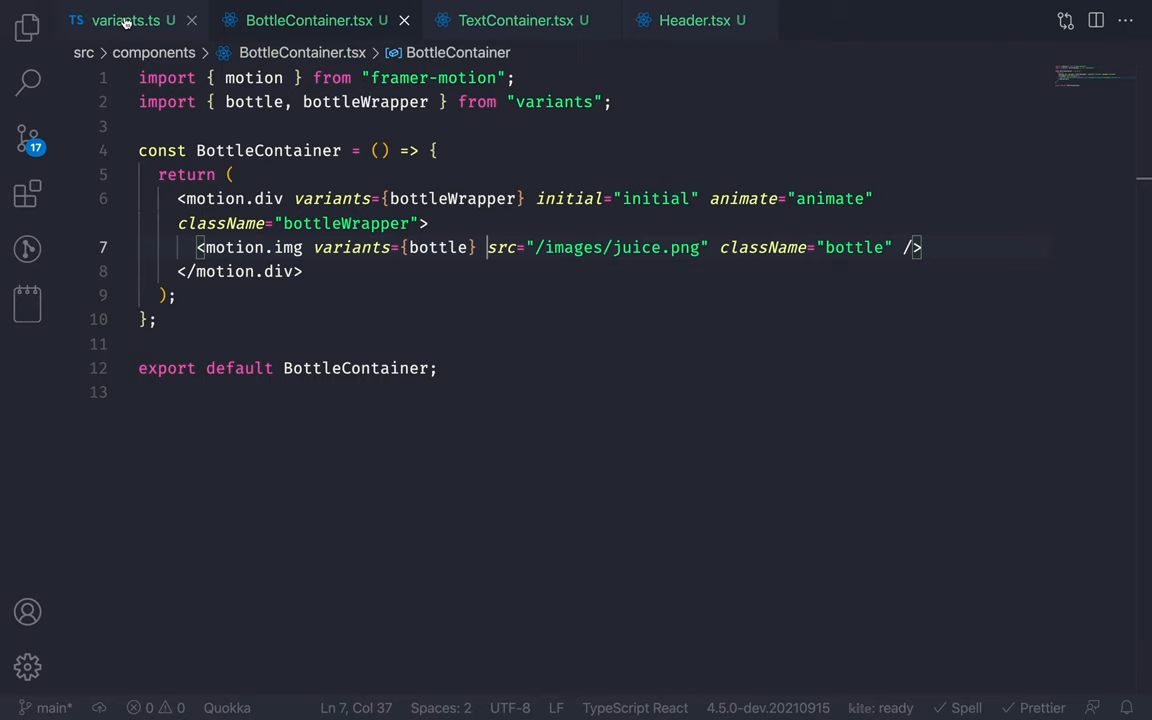 TS variants.ts U
BottleContainer.tsx U
TextContainer.tsx U
Header.tsx U
src > components > BottleContainer.tsx > BottleContainer
1 import { motion } from "framer-motion";
2 import { bottle, bottleWrapper } from "variants";
3
4 const BottleContainer = () => {
5 return (
6 <motion.div variants={bottleWrapper} initial="initial" animate="animate"
className="bottleWrapper">
7 <motion.img variants={bottle} src="/images/juice.png" className="bottle" />
8 </motion.div>
9 );
10 };
11
12 export default BottleContainer;
13
17
main* 0 0 Quokka Ln 7, Col 37 Spaces: 2 UTF-8 LF TypeScript React 4.5.0-dev.20210915 kite: ready Spell Prettier